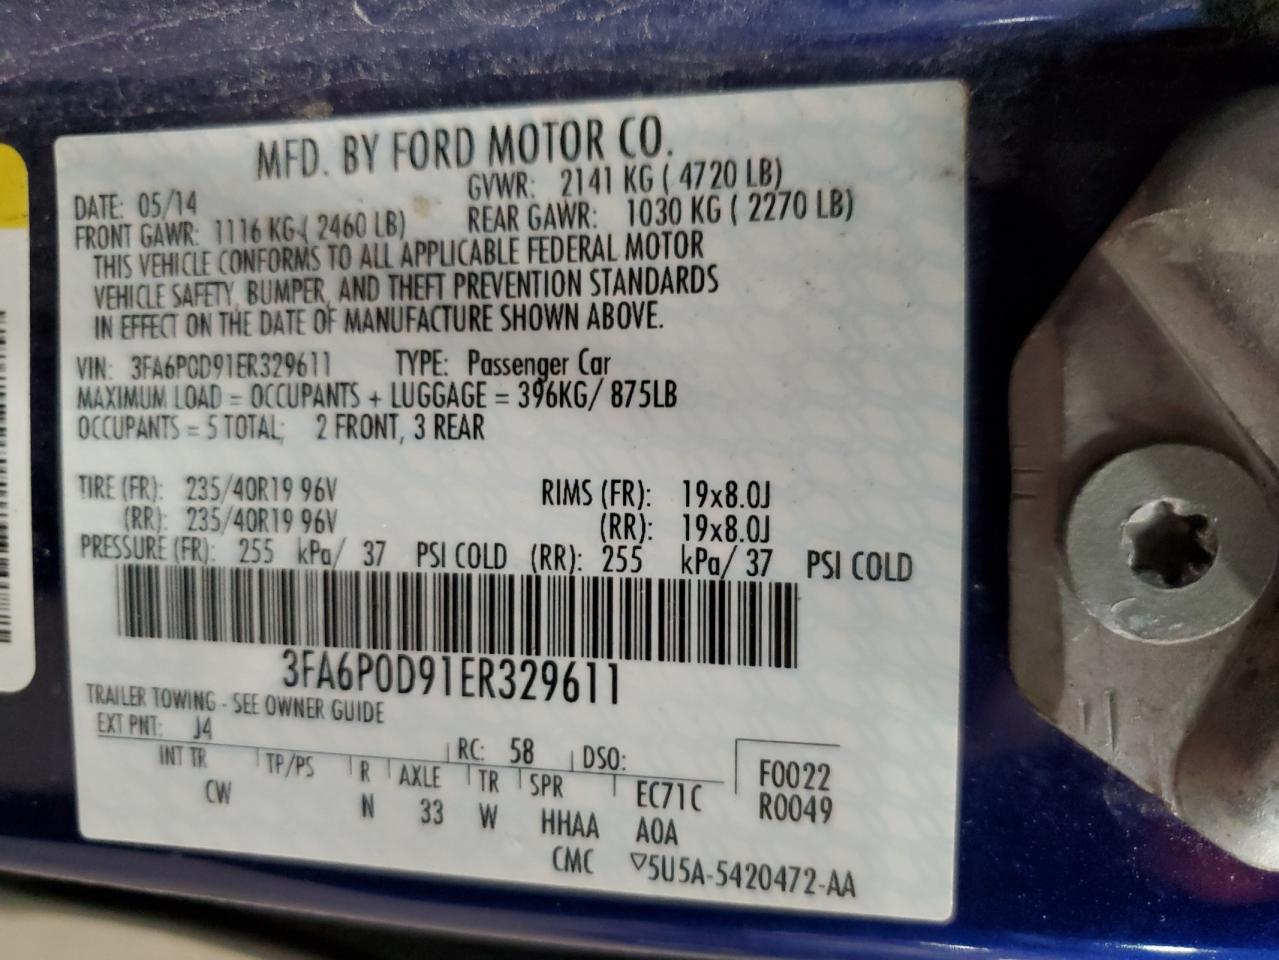 MFD. BY FORD MOTOR CO.
DATE: 05/14 GVWR: 2141 KG ( 4720 LB)
FRONT GAWR: 1116 KG ( 2460 LB) REAR GAWR: 1030 KG ( 2270 LB)
THIS VEHICLE CONFORMS TO ALL APPLICABLE FEDERAL MOTOR
VEHICLE SAFETY, BUMPER, AND THEFT PREVENTION STANDARDS
IN EFFECT ON THE DATE OF MANUFACTURE SHOWN ABOVE.
VIN: 3FA6P0D91ER329611 TYPE: Passenger Car
MAXIMUM LOAD = OCCUPANTS + LUGGAGE = 396KG/ 875LB
OCCUPANTS = 5 TOTAL; 2 FRONT, 3 REAR
TIRE (FR): 235/40R19 96V RIMS (FR): 19x8.0J
(RR): 235/40R19 96V (RR): 19x8.0J
PRESSURE (FR): 255 kPa/ 37 PSI COLD (RR): 255 kPa/ 37 PSI COLD
3FA6P0D91ER329611
TRAILER TOWING - SEE OWNER GUIDE
EXT PNT: J4 RC: 58 DSO: F0022
INT TR TP/PS R AXLE TR SPR EC71C R0049
CW N 33 W HHAA A0A
CMC ▽5U5A-5420472-AA